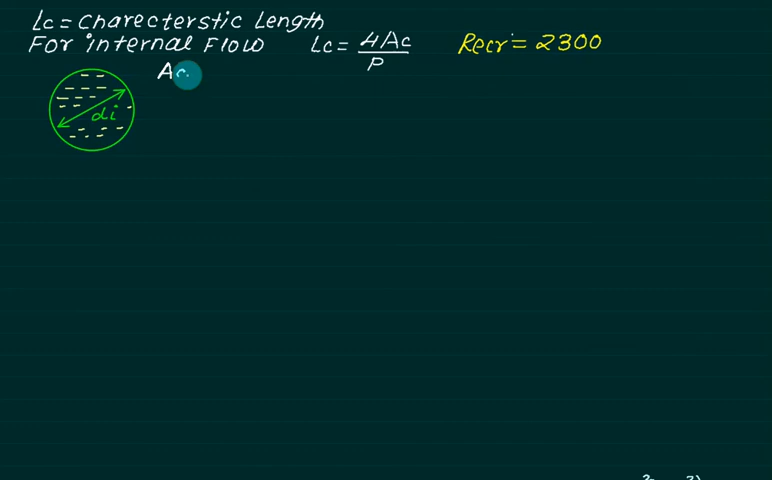 Lc = Charecterstic Length
For internal Flow Lc = 4Ac/P Recr = 2300
Ac
di